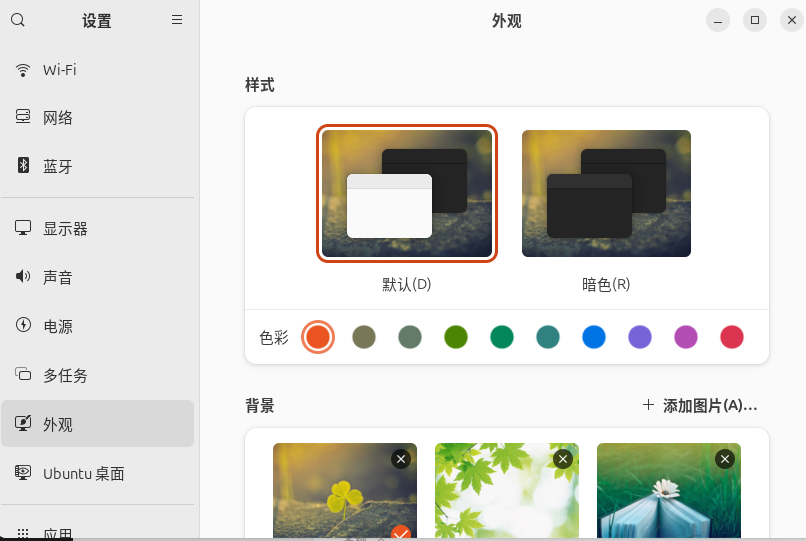 设置
外观
Wi-Fi
网络
蓝牙
显示器
声音
电源
多任务
外观
Ubuntu 桌面
应用
样式
默认(D)
暗色(R)
色彩
背景
添加图片(A)…